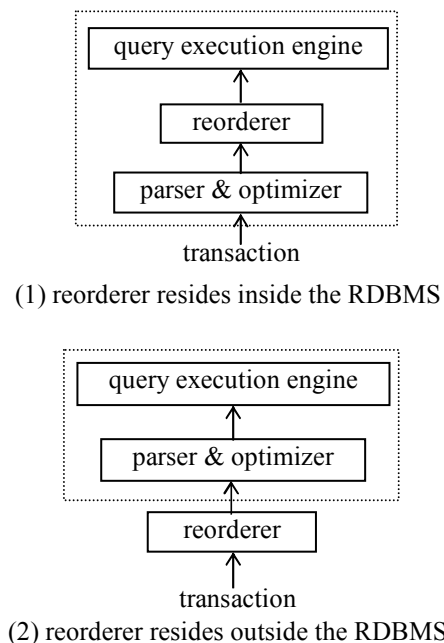 query execution engine
reorderer
parser & optimizer
transaction
(1) reorderer resides inside the RDBMS
query execution engine
parser & optimizer
reorderer
transaction
(2) reorderer resides outside the RDBMS